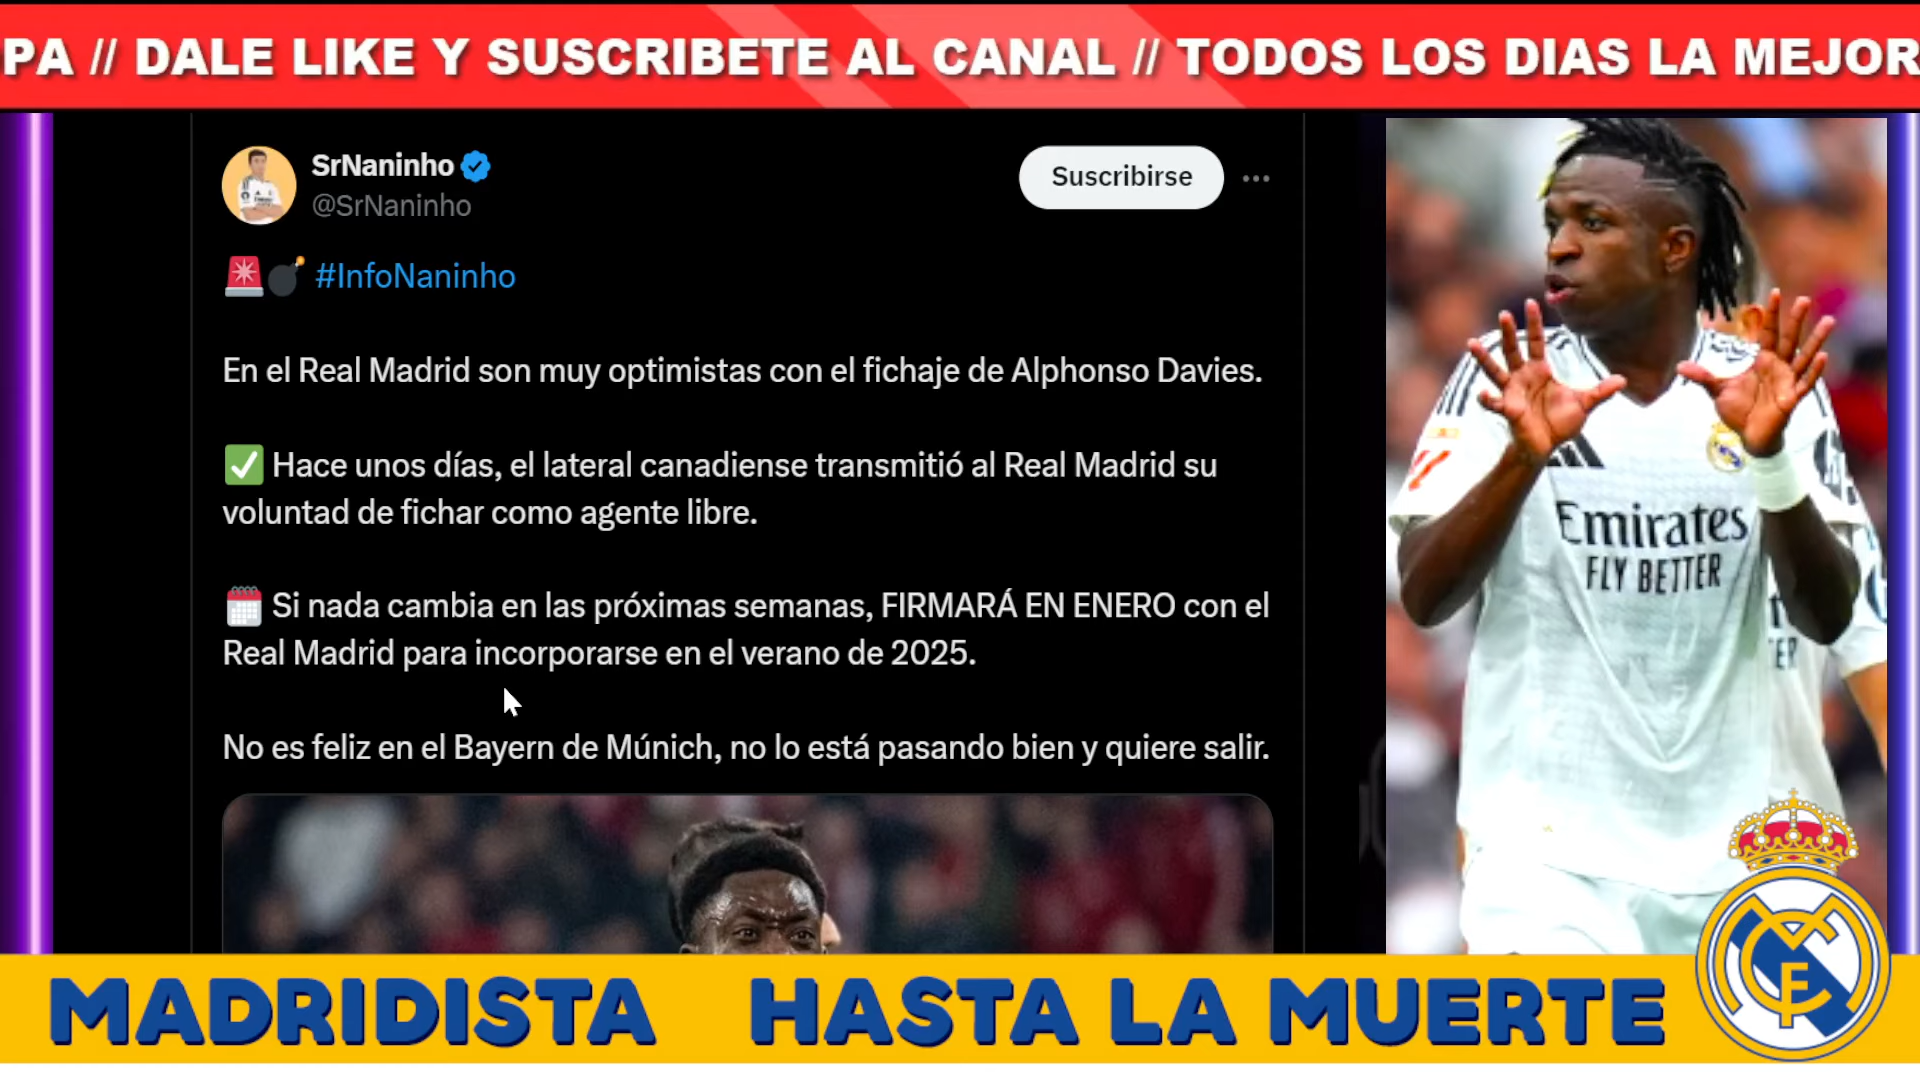 PA // DALE LIKE Y SUSCRIBETE AL CANAL // TODOS LOS DIAS LA MEJOR
SrNaninho
@SrNaninho
Suscribirse
#InfoNaninho
En el Real Madrid son muy optimistas con el fichaje de Alphonso Davies.
Hace unos días, el lateral canadiense transmitió al Real Madrid su
voluntad de fichar como agente libre.
Si nada cambia en las próximas semanas, FIRMARÁ EN ENERO con el
Real Madrid para incorporarse en el verano de 2025.
No es feliz en el Bayern de Múnich, no lo está pasando bien y quiere salir.
Emirates
FLY BETTER
MADRIDISTA HASTA LA MUERTE